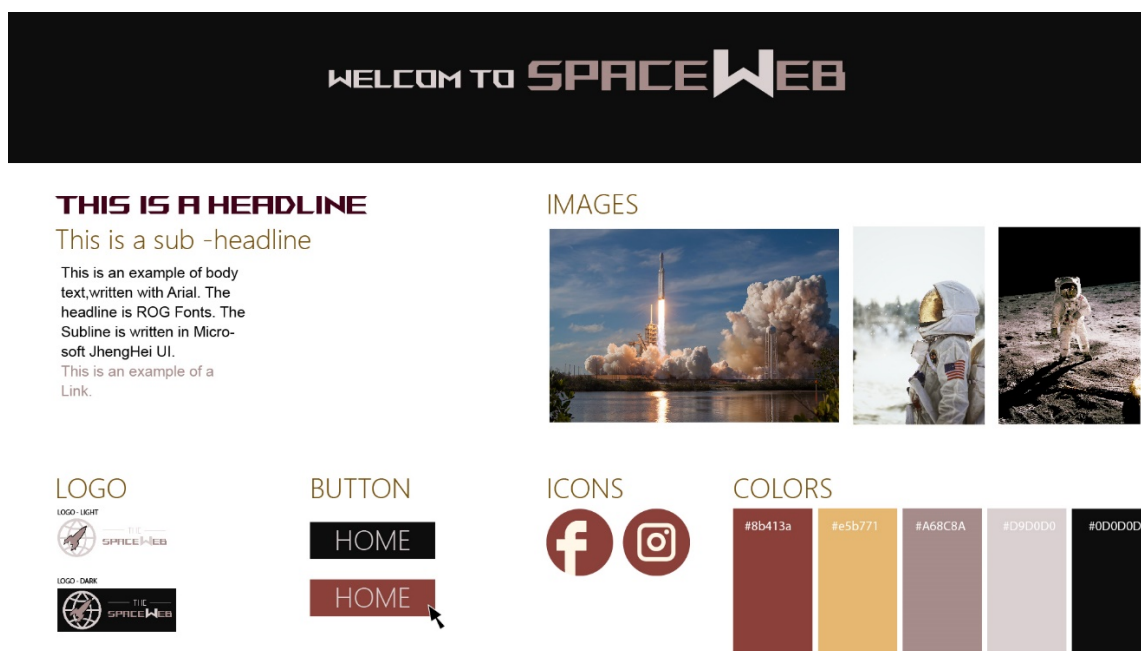 WELCOM TO SPACEWEB
THIS IS A HEADLINE
This is a sub -headline
This is an example of body
text,written with Arial. The
headline is ROG Fonts. The
Subline is written in Micro-
soft JhengHei UI.
This is an example of a
Link.
IMAGES
LOGO
LOGO - LIGHT
THE
SPACEWEB
LOGO - DARK
THE
SPACEWEB
BUTTON
HOME
HOME
ICONS
COLORS
#8b413a
#e5b771
#A68C8A
#D9D0D0
#0D0D0D